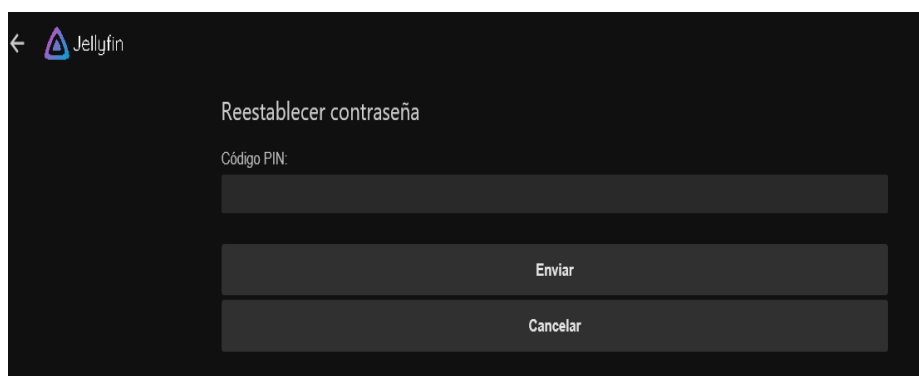 Jellyfin
Reestablecer contraseña
Código PIN:
Enviar
Cancelar